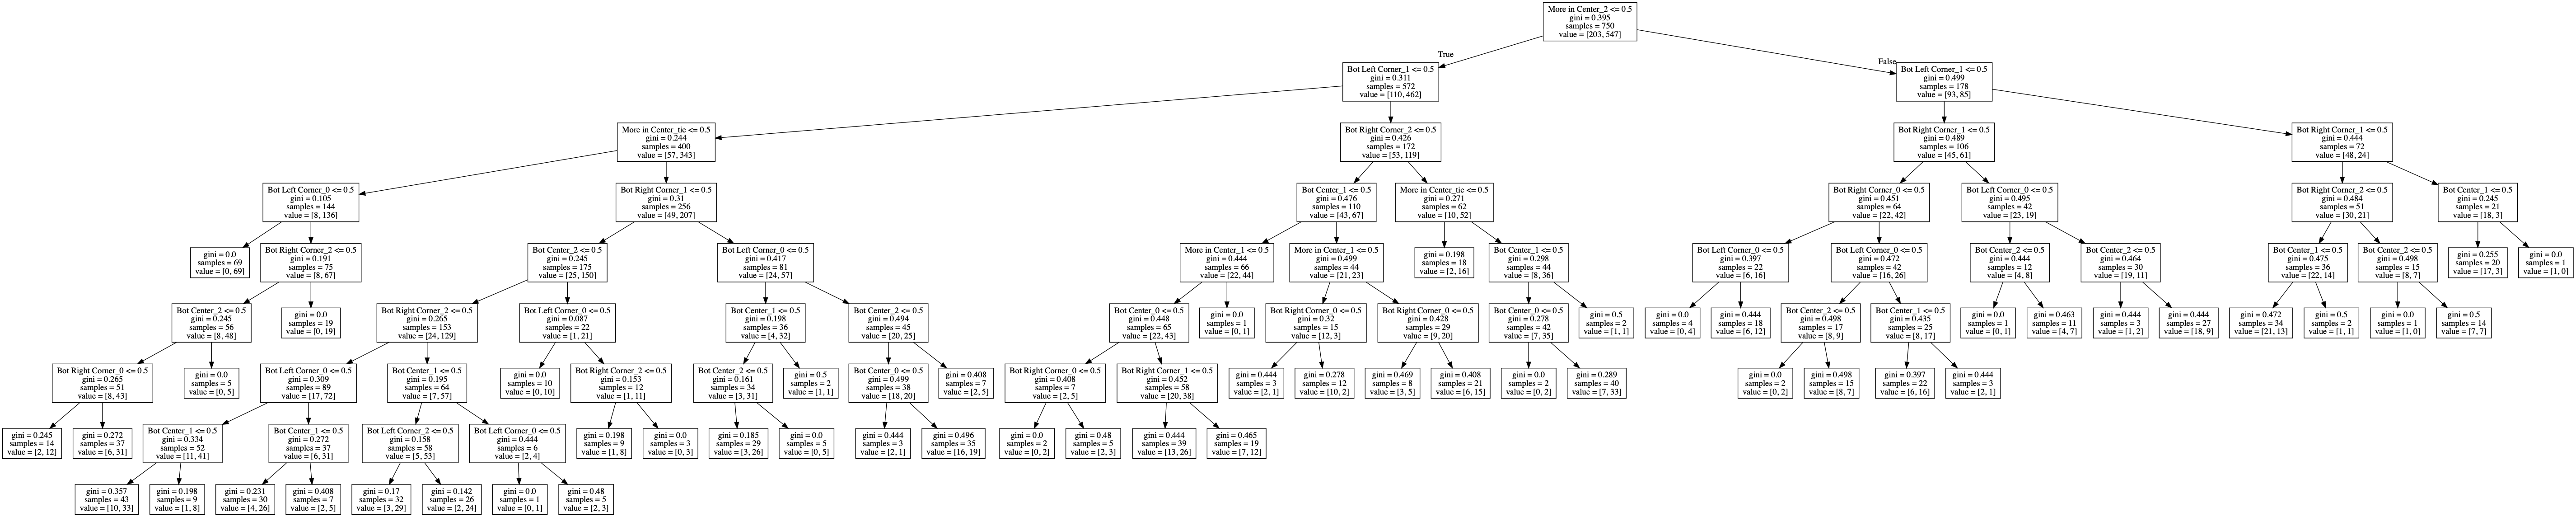 More in Center_2 <= 0.5
gini = 0.395
samples = 750
value = [203, 547]
True
False
Bot Left Corner_1 <= 0.5
gini = 0.311
samples = 572
value = [110, 462]
Bot Left Corner_1 <= 0.5
gini = 0.499
samples = 178
value = [93, 85]
More in Center_tie <= 0.5
gini = 0.244
samples = 400
value = [57, 343]
Bot Right Corner_2 <= 0.5
gini = 0.426
samples = 172
value = [53, 119]
Bot Right Corner_1 <= 0.5
gini = 0.489
samples = 106
value = [45, 61]
Bot Right Corner_1 <= 0.5
gini = 0.444
samples = 72
value = [48, 24]
Bot Left Corner_0 <= 0.5
gini = 0.105
samples = 144
value = [8, 136]
Bot Right Corner_1 <= 0.5
gini = 0.31
samples = 256
value = [49, 207]
Bot Center_1 <= 0.5
gini = 0.476
samples = 110
value = [43, 67]
More in Center_tie <= 0.5
gini = 0.271
samples = 62
value = [10, 52]
Bot Right Corner_0 <= 0.5
gini = 0.451
samples = 64
value = [22, 42]
Bot Left Corner_0 <= 0.5
gini = 0.495
samples = 42
value = [23, 19]
Bot Right Corner_2 <= 0.5
gini = 0.484
samples = 51
value = [30, 21]
Bot Center_1 <= 0.5
gini = 0.245
samples = 21
value = [18, 3]
gini = 0.0
samples = 69
value = [0, 69]
Bot Right Corner_2 <= 0.5
gini = 0.191
samples = 75
value = [8, 67]
Bot Center_2 <= 0.5
gini = 0.245
samples = 175
value = [25, 150]
Bot Left Corner_0 <= 0.5
gini = 0.417
samples = 81
value = [24, 57]
More in Center_1 <= 0.5
gini = 0.444
samples = 66
value = [22, 44]
More in Center_1 <= 0.5
gini = 0.499
samples = 44
value = [21, 23]
gini = 0.198
samples = 18
value = [2, 16]
Bot Center_1 <= 0.5
gini = 0.298
samples = 44
value = [8, 36]
Bot Left Corner_0 <= 0.5
gini = 0.397
samples = 22
value = [6, 16]
Bot Left Corner_0 <= 0.5
gini = 0.472
samples = 42
value = [16, 26]
Bot Center_2 <= 0.5
gini = 0.444
samples = 12
value = [4, 8]
Bot Center_2 <= 0.5
gini = 0.464
samples = 30
value = [19, 11]
Bot Center_1 <= 0.5
gini = 0.475
samples = 36
value = [22, 14]
Bot Center_2 <= 0.5
gini = 0.498
samples = 15
value = [8, 7]
gini = 0.255
samples = 20
value = [17, 3]
gini = 0.0
samples = 1
value = [1, 0]
Bot Center_2 <= 0.5
gini = 0.245
samples = 56
value = [8, 48]
gini = 0.0
samples = 19
value = [0, 19]
Bot Right Corner_2 <= 0.5
gini = 0.265
samples = 153
value = [24, 129]
Bot Left Corner_0 <= 0.5
gini = 0.087
samples = 22
value = [1, 21]
Bot Center_1 <= 0.5
gini = 0.198
samples = 36
value = [4, 32]
Bot Center_2 <= 0.5
gini = 0.494
samples = 45
value = [20, 25]
Bot Center_0 <= 0.5
gini = 0.448
samples = 65
value = [22, 43]
gini = 0.0
samples = 1
value = [0, 1]
Bot Right Corner_0 <= 0.5
gini = 0.32
samples = 15
value = [12, 3]
Bot Right Corner_0 <= 0.5
gini = 0.428
samples = 29
value = [9, 20]
Bot Center_0 <= 0.5
gini = 0.278
samples = 42
value = [7, 35]
gini = 0.5
samples = 2
value = [1, 1]
gini = 0.0
samples = 4
value = [0, 4]
gini = 0.444
samples = 18
value = [6, 12]
Bot Center_2 <= 0.5
gini = 0.498
samples = 17
value = [8, 9]
Bot Center_1 <= 0.5
gini = 0.435
samples = 25
value = [8, 17]
gini = 0.0
samples = 1
value = [0, 1]
gini = 0.463
samples = 11
value = [4, 7]
gini = 0.444
samples = 3
value = [1, 2]
gini = 0.444
samples = 27
value = [18, 9]
gini = 0.472
samples = 34
value = [21, 13]
gini = 0.5
samples = 2
value = [1, 1]
gini = 0.0
samples = 1
value = [1, 0]
gini = 0.5
samples = 14
value = [7, 7]
Bot Right Corner_0 <= 0.5
gini = 0.265
samples = 51
value = [8, 43]
gini = 0.0
samples = 5
value = [0, 5]
Bot Left Corner_0 <= 0.5
gini = 0.309
samples = 89
value = [17, 72]
Bot Center_1 <= 0.5
gini = 0.195
samples = 64
value = [7, 57]
gini = 0.0
samples = 10
value = [0, 10]
Bot Right Corner_2 <= 0.5
gini = 0.153
samples = 12
value = [1, 11]
Bot Center_2 <= 0.5
gini = 0.161
samples = 34
value = [3, 31]
gini = 0.5
samples = 2
value = [1, 1]
Bot Center_0 <= 0.5
gini = 0.499
samples = 38
value = [18, 20]
gini = 0.408
samples = 7
value = [2, 5]
Bot Right Corner_0 <= 0.5
gini = 0.408
samples = 7
value = [2, 5]
Bot Right Corner_1 <= 0.5
gini = 0.452
samples = 58
value = [20, 38]
gini = 0.444
samples = 3
value = [2, 1]
gini = 0.278
samples = 12
value = [10, 2]
gini = 0.469
samples = 8
value = [3, 5]
gini = 0.408
samples = 21
value = [6, 15]
gini = 0.0
samples = 2
value = [0, 2]
gini = 0.289
samples = 40
value = [7, 33]
gini = 0.0
samples = 2
value = [0, 2]
gini = 0.498
samples = 15
value = [8, 7]
gini = 0.397
samples = 22
value = [6, 16]
gini = 0.444
samples = 3
value = [2, 1]
gini = 0.245
samples = 14
value = [2, 12]
gini = 0.272
samples = 37
value = [6, 31]
Bot Center_1 <= 0.5
gini = 0.334
samples = 52
value = [11, 41]
Bot Center_1 <= 0.5
gini = 0.272
samples = 37
value = [6, 31]
Bot Left Corner_2 <= 0.5
gini = 0.158
samples = 58
value = [5, 53]
Bot Left Corner_0 <= 0.5
gini = 0.444
samples = 6
value = [2, 4]
gini = 0.198
samples = 9
value = [1, 8]
gini = 0.0
samples = 3
value = [0, 3]
gini = 0.185
samples = 29
value = [3, 26]
gini = 0.0
samples = 5
value = [0, 5]
gini = 0.444
samples = 3
value = [2, 1]
gini = 0.496
samples = 35
value = [16, 19]
gini = 0.0
samples = 2
value = [0, 2]
gini = 0.48
samples = 5
value = [2, 3]
gini = 0.444
samples = 39
value = [13, 26]
gini = 0.465
samples = 19
value = [7, 12]
gini = 0.357
samples = 43
value = [10, 33]
gini = 0.198
samples = 9
value = [1, 8]
gini = 0.231
samples = 30
value = [4, 26]
gini = 0.408
samples = 7
value = [2, 5]
gini = 0.17
samples = 32
value = [3, 29]
gini = 0.142
samples = 26
value = [2, 24]
gini = 0.0
samples = 1
value = [0, 1]
gini = 0.48
samples = 5
value = [2, 3]